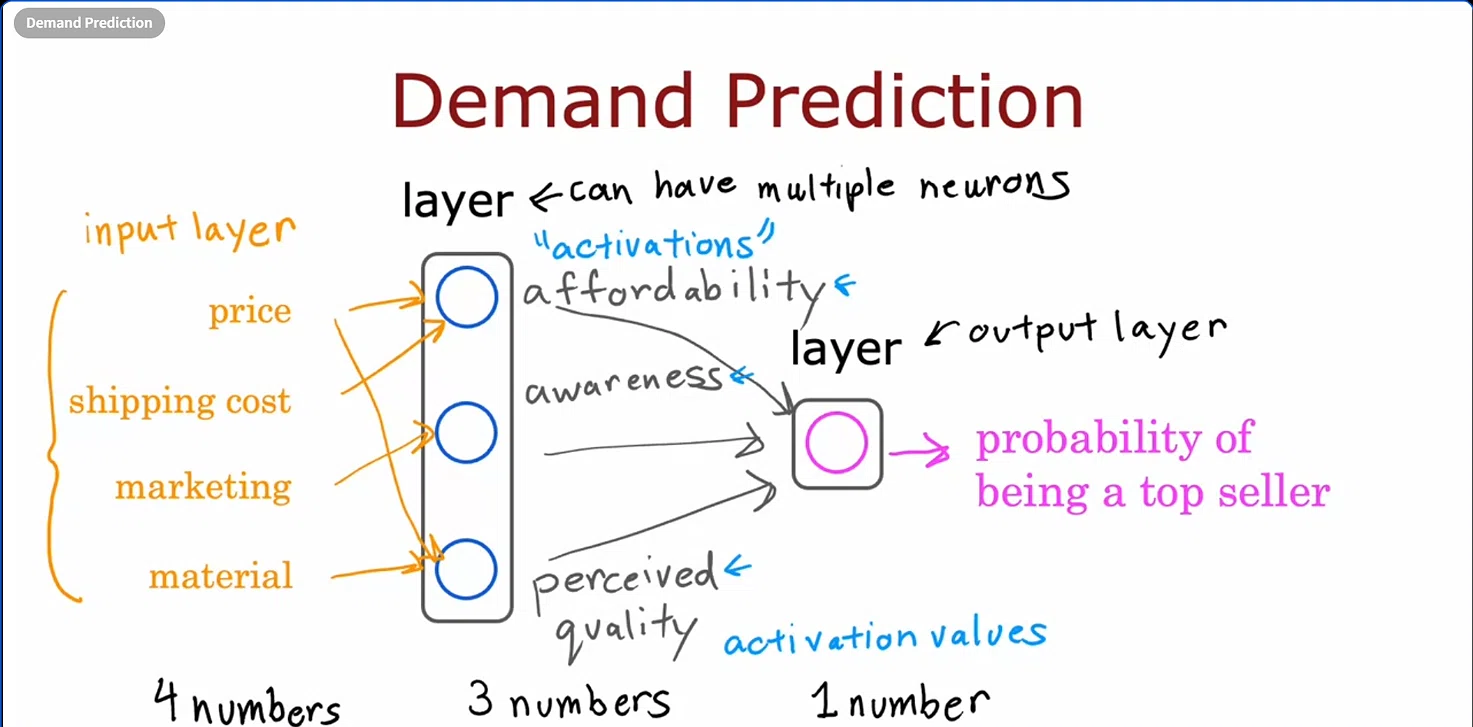 Demand Prediction
Demand Prediction
layer ← can have multiple neurons
input layer
"activations"
price
affordability ←
layer ← output layer
shipping cost
awareness ←
probability of
being a top seller
marketing
material
perceived ←
quality
activation values
4 numbers
3 numbers
1 number